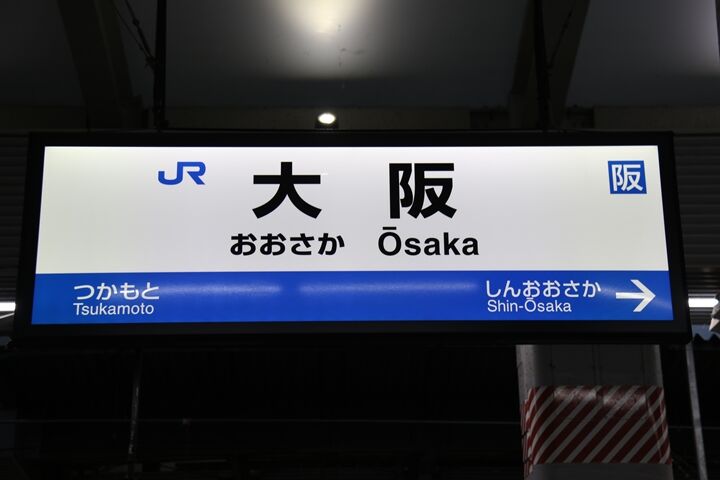 JR 大阪 阪
おおさか Ōsaka
つかもと しんおおさか →
Tsukamoto Shin-Ōsaka